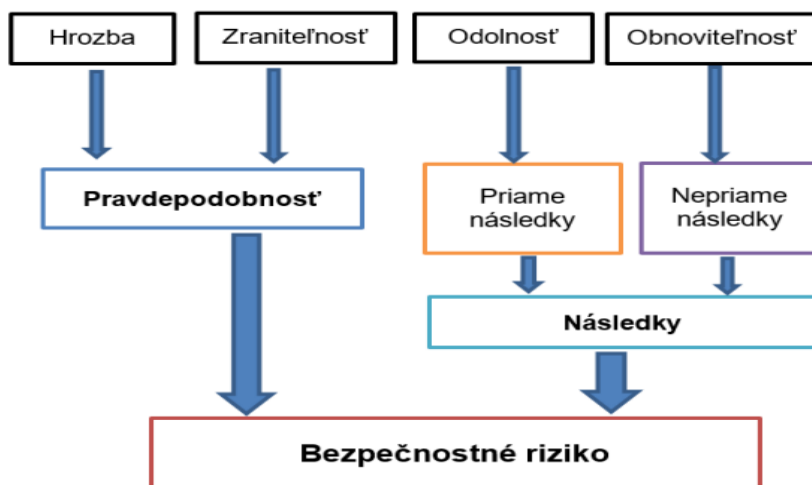 Hrozba
Zraniteľnosť
Odolnosť
Obnoviteľnosť
Pravdepodobnosť
Priame
následky
Nepriame
následky
Následky
Bezpečnostné riziko